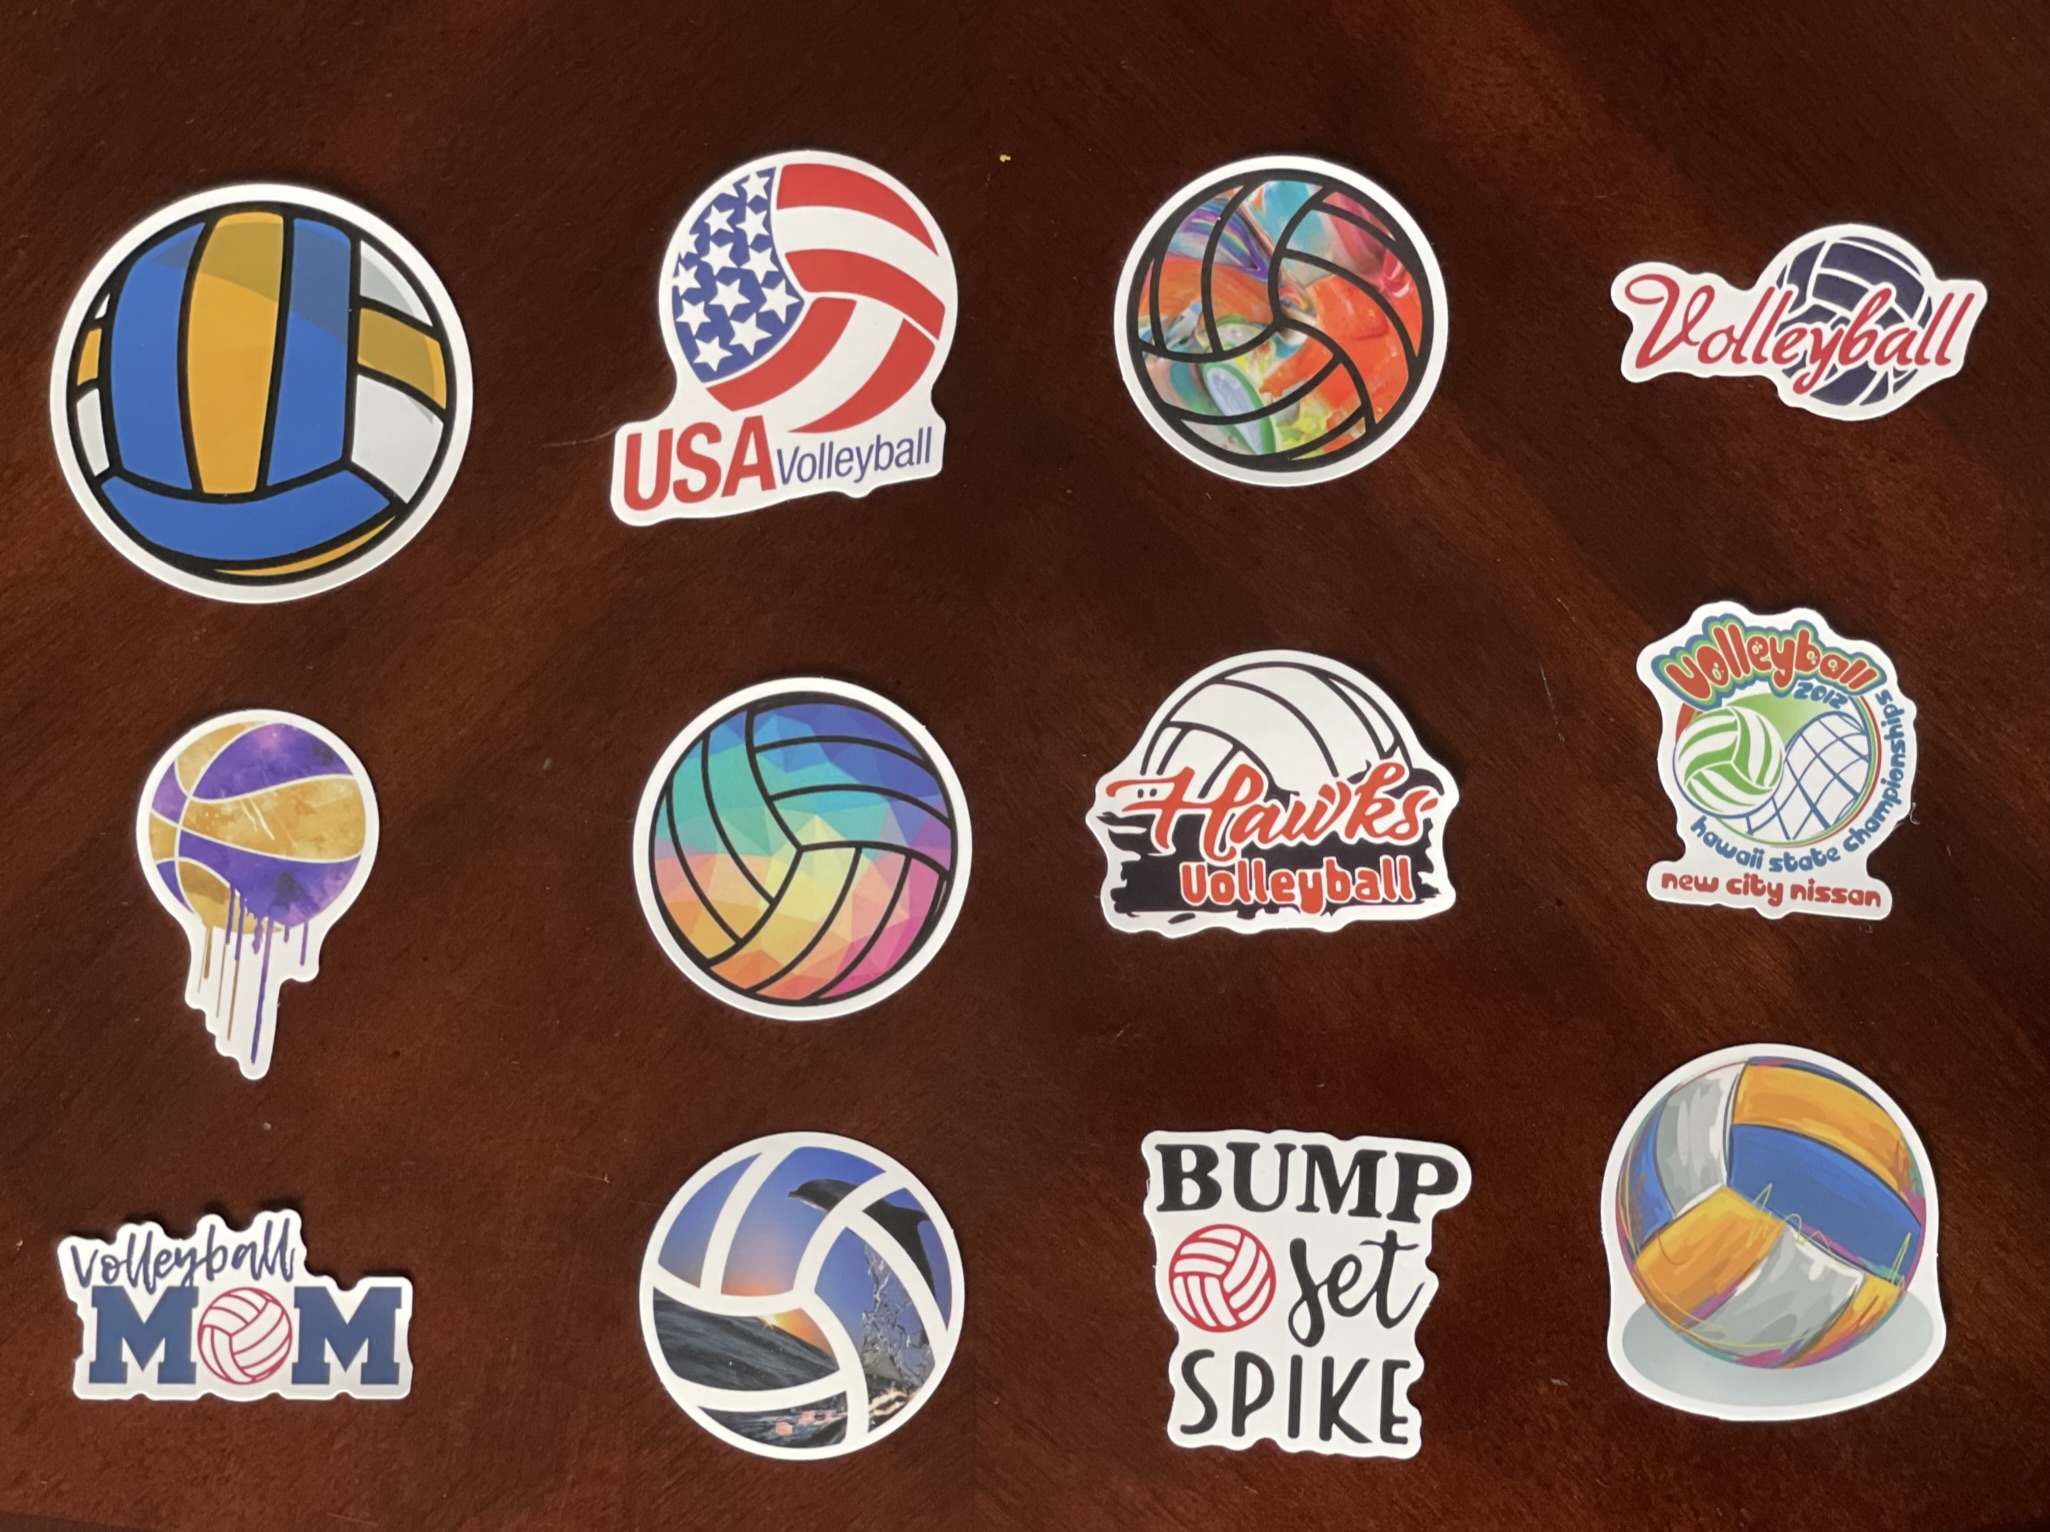 USA Volleyball
Volleyball
Hawks
Volleyball
Volleyball
2012
hawaii state championships
new city nissan
Volleyball
MOM
BUMP
set
SPIKE